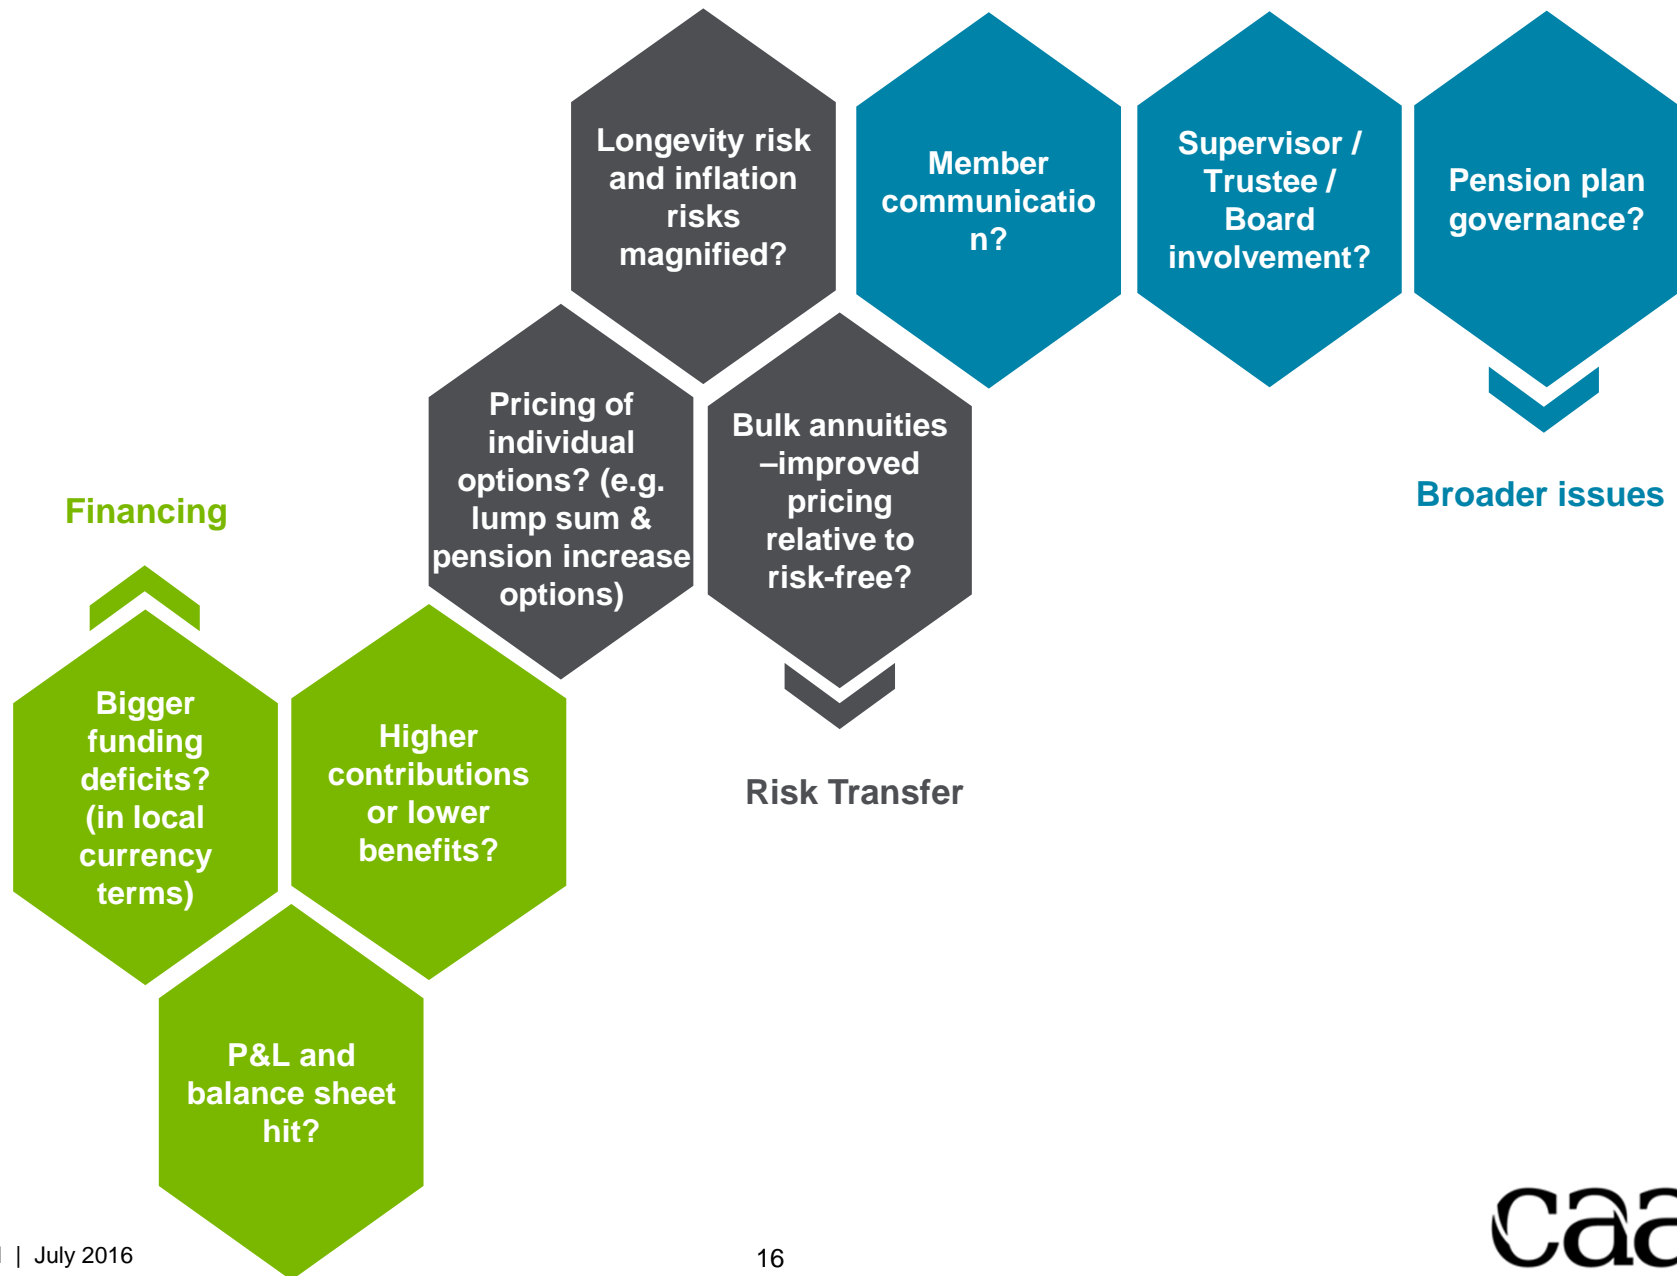 Longevity risk
and inflation
risks
magnified?
Member
communicatio
n?
Supervisor /
Trustee /
Board
involvement?
Pension plan
governance?
Pricing of
individual
options? (e.g.
lump sum &
pension increase
options)
Bulk annuities
–improved
pricing
relative to
risk-free?
Broader issues
Financing
Bigger
funding
deficits?
(in local
currency
terms)
Higher
contributions
or lower
benefits?
Risk Transfer
P&L and
balance sheet
hit?
| July 2016
16
caa